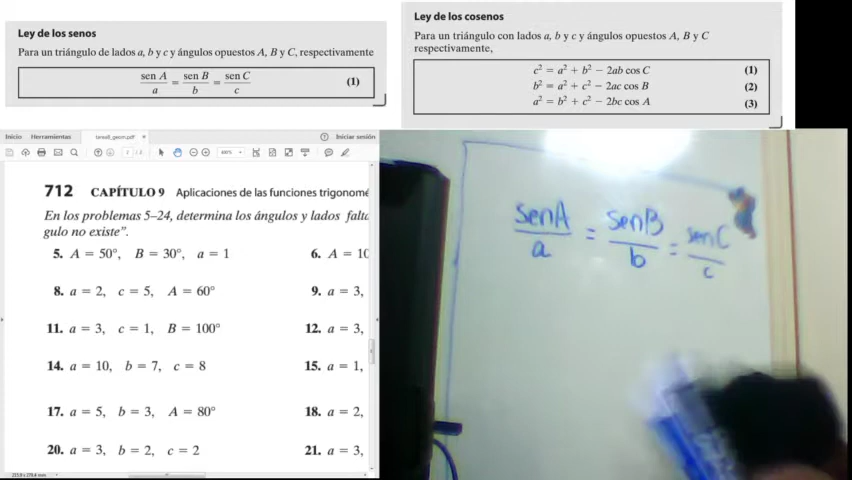 Ley de los senos
Para un triángulo de lados a, b y c y ángulos opuestos A, B y C, respectivamente
sen A / a = sen B / b = sen C / c (1)
Ley de los cosenos
Para un triángulo con lados a, b y c y ángulos opuestos A, B y C
respectivamente,
c² = a² + b² − 2ab cos C (1)
b² = a² + c² − 2ac cos B (2)
a² = b² + c² − 2bc cos A (3)
Inicio Herramientas tarea8_geom.pdf × Iniciar sesión
712 CAPÍTULO 9 Aplicaciones de las funciones trigonomé
En los problemas 5–24, determina los ángulos y lados falta
gulo no existe".
5. A = 50°, B = 30°, a = 1 6. A = 10
8. a = 2, c = 5, A = 60° 9. a = 3,
11. a = 3, c = 1, B = 100° 12. a = 3,
14. a = 10, b = 7, c = 8 15. a = 1,
17. a = 5, b = 3, A = 80° 18. a = 2,
20. a = 3, b = 2, c = 2 21. a = 3,
senA / a = senB / b = senC / c